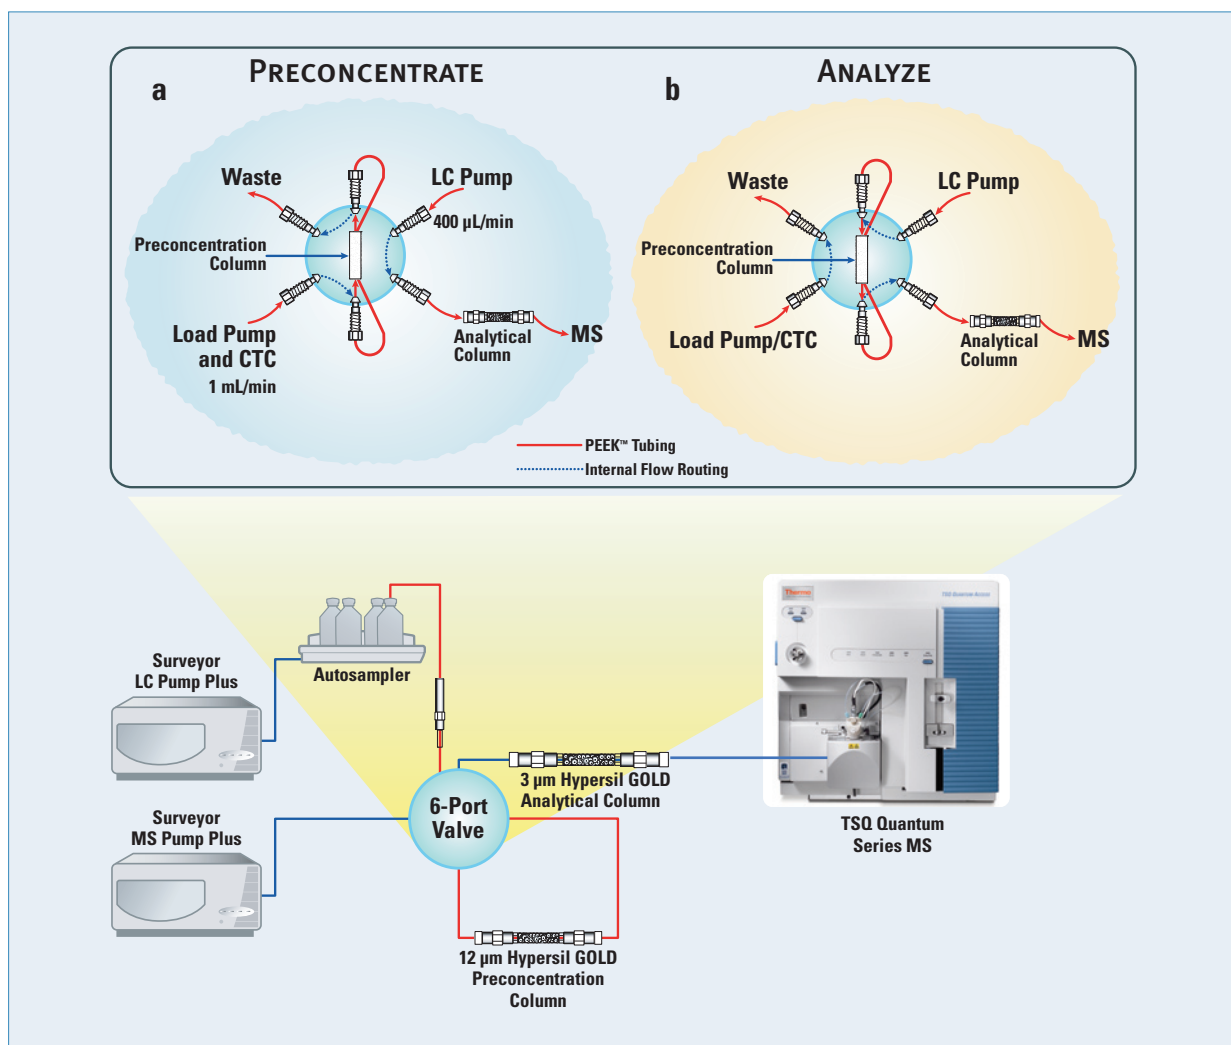 PRECONCENTRATE
ANALYZE
a
b
Waste
LC Pump
400 µL/min
Preconcentration
Column
Load Pump
and CTC
1 mL/min
Analytical
Column
MS
Waste
LC Pump
Preconcentration
Column
Load Pump/CTC
Analytical
Column
MS
PEEK™ Tubing
Internal Flow Routing
Autosampler
Surveyor
LC Pump Plus
Surveyor
MS Pump Plus
6-Port
Valve
3 µm Hypersil GOLD
Analytical Column
12 µm Hypersil GOLD
Preconcentration
Column
Thermo
TSQ Quantum Access
TSQ Quantum
Series MS